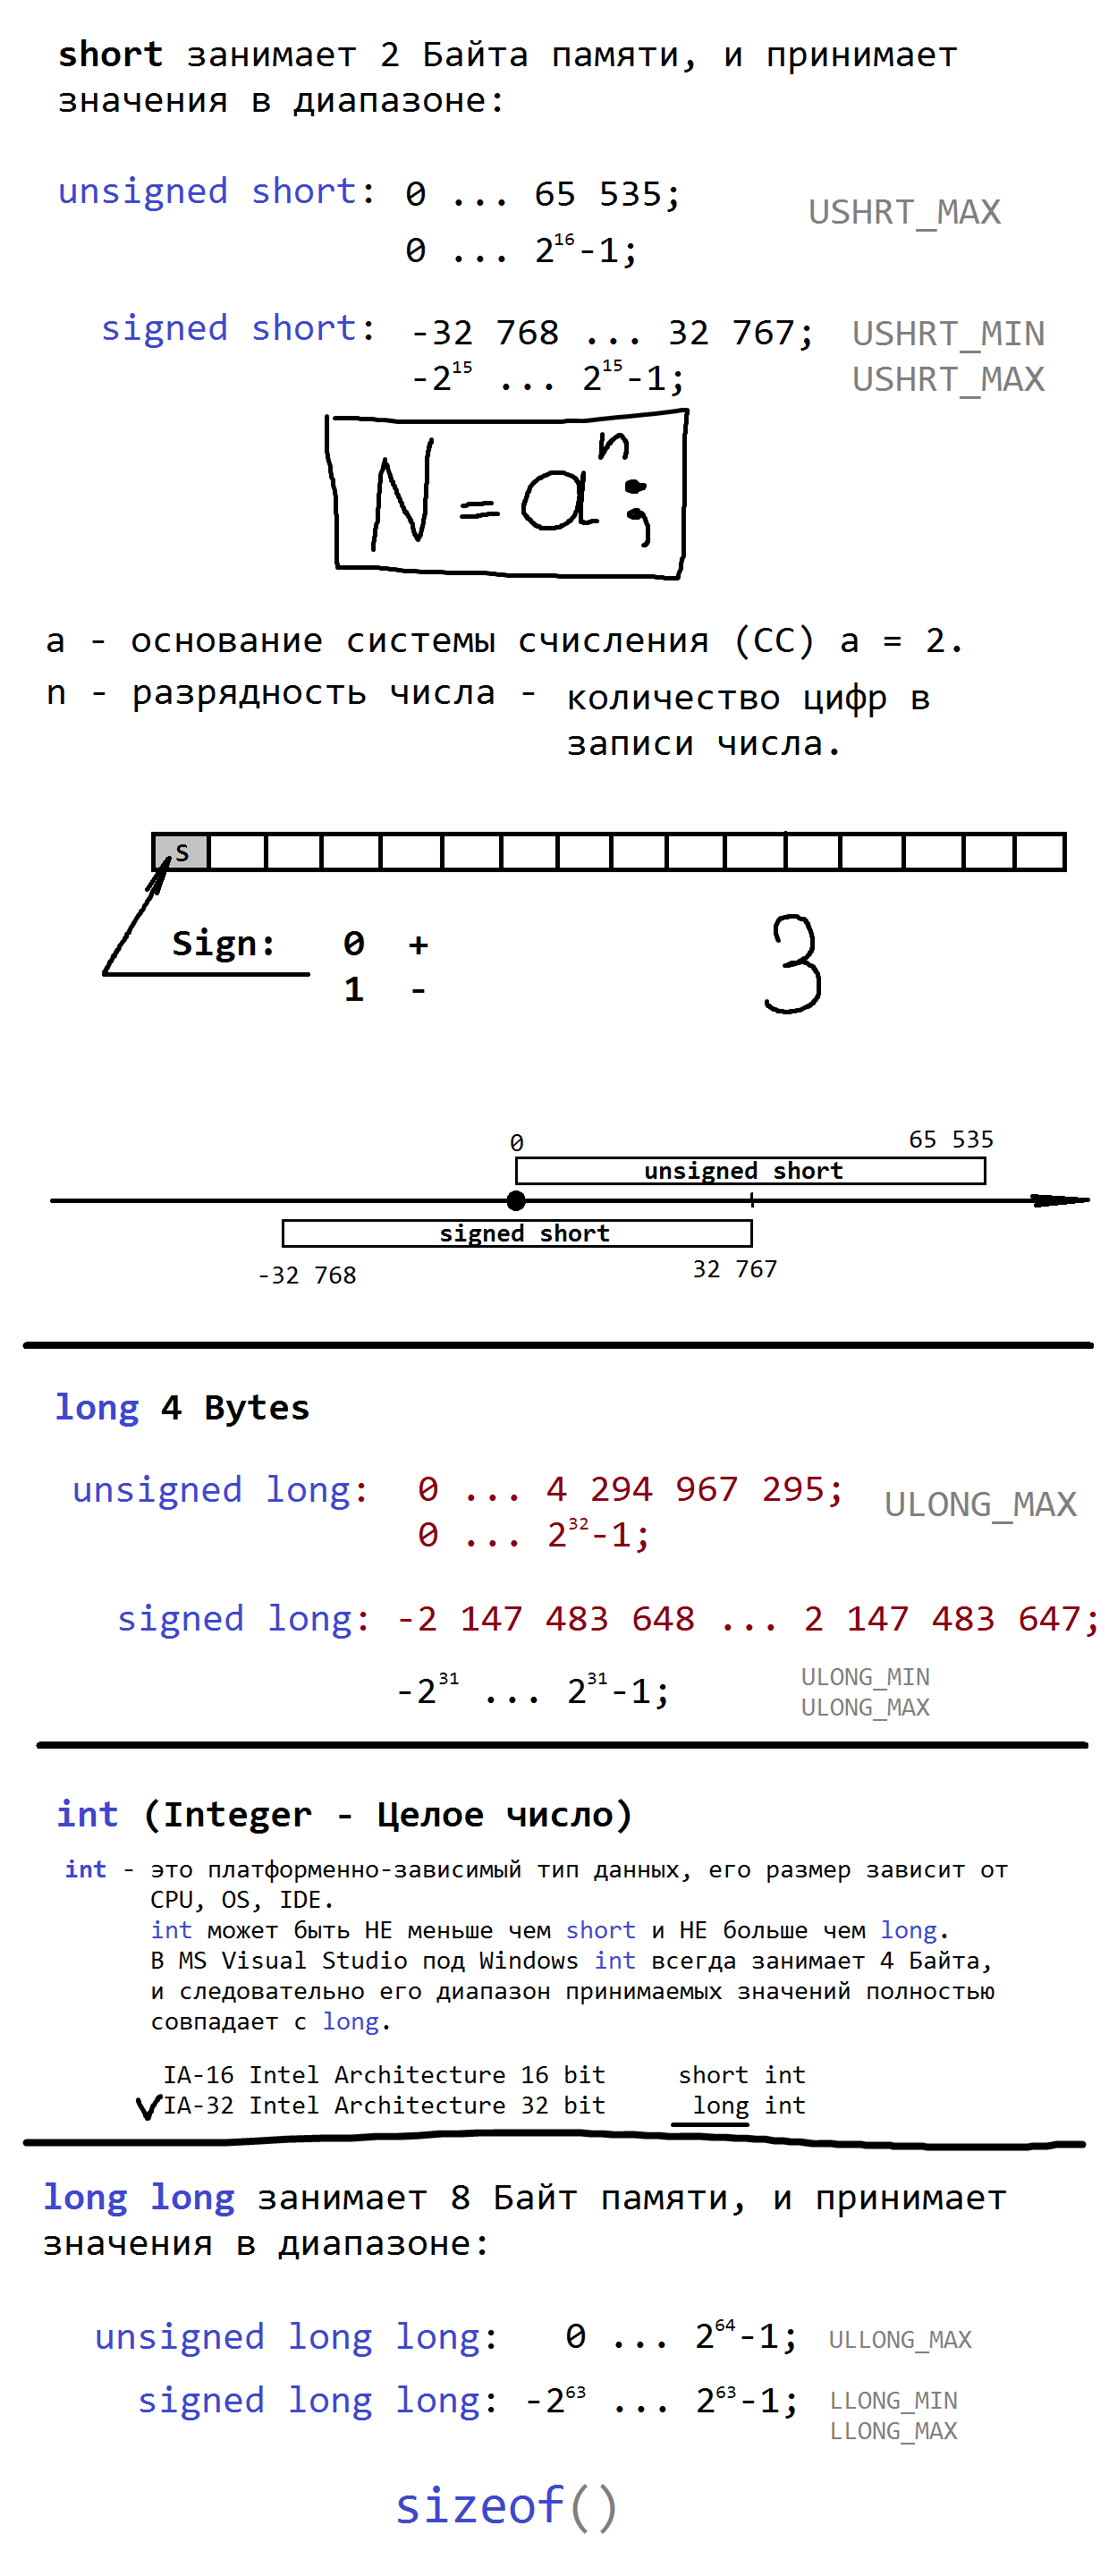 short занимает 2 Байта памяти, и принимает
значения в диапазоне:
unsigned short: 0 ... 65 535; USHRT_MAX
0 ... 2^16-1;
signed short: -32 768 ... 32 767; USHRT_MIN
-2^15 ... 2^15-1; USHRT_MAX
N = a^n;
a - основание системы счисления (СС) a = 2.
n - разрядность числа - количество цифр в
записи числа.
S
Sign: 0 +
1 -
3
0 65 535
unsigned short
signed short
-32 768 32 767
long 4 Bytes
unsigned long: 0 ... 4 294 967 295; ULONG_MAX
0 ... 2^32-1;
signed long: -2 147 483 648 ... 2 147 483 647;
-2^31 ... 2^31-1; ULONG_MIN
ULONG_MAX
int (Integer - Целое число)
int - это платформенно-зависимый тип данных, его размер зависит от
CPU, OS, IDE.
int может быть НЕ меньше чем short и НЕ больше чем long.
В MS Visual Studio под Windows int всегда занимает 4 Байта,
и следовательно его диапазон принимаемых значений полностью
совпадает с long.
IA-16 Intel Architecture 16 bit short int
IA-32 Intel Architecture 32 bit long int
long long занимает 8 Байт памяти, и принимает
значения в диапазоне:
unsigned long long: 0 ... 2^64-1; ULLONG_MAX
signed long long: -2^63 ... 2^63-1; LLONG_MIN
LLONG_MAX
sizeof()